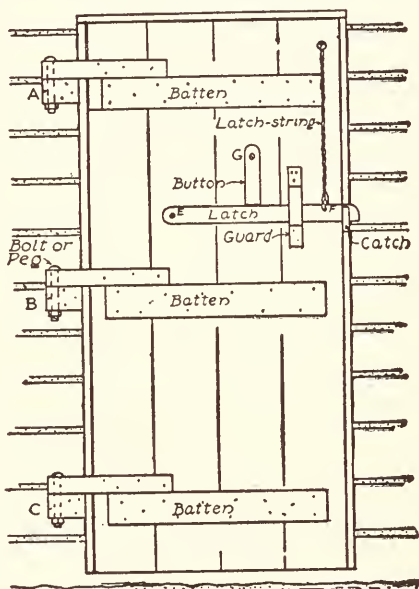 A
Batten
Latch-string
G
Button
E
Latch
F
Guard
Catch
Bolt or
Peg
B
Batten
C
Batten